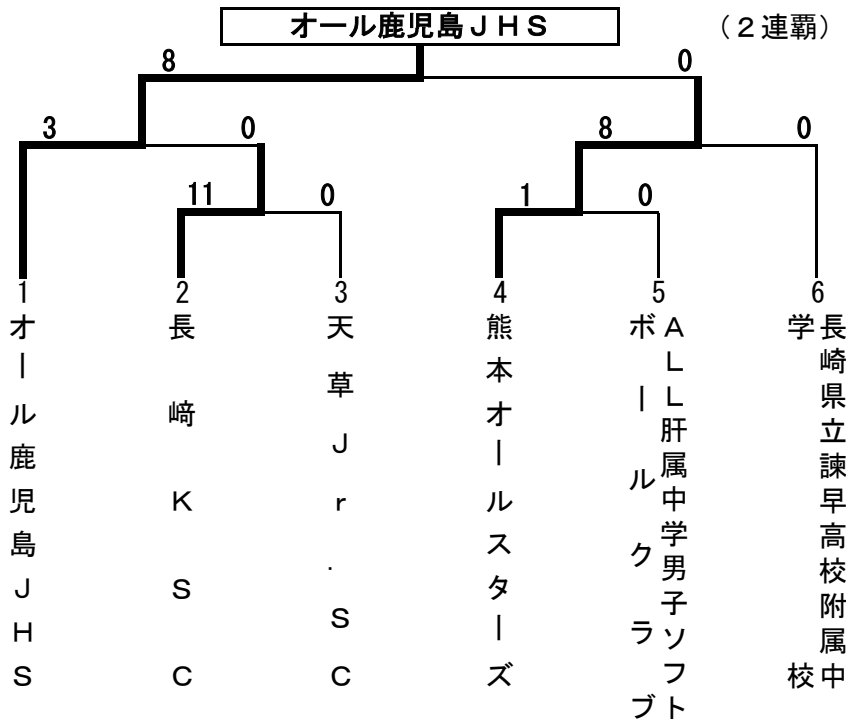 オール鹿児島ＪＨＳ
（２連覇）
8
0
3
0
8
0
11
0
1
0
1
2
3
4
5
6
オール鹿児島ＪＨＳ
長﨑ＫＳＣ
天草Ｊｒ．ＳＣ
熊本オールスターズ
ＡＬＬ肝属中学男子ソフト
ボールクラブ
長崎県立諫早高校附属中
学校